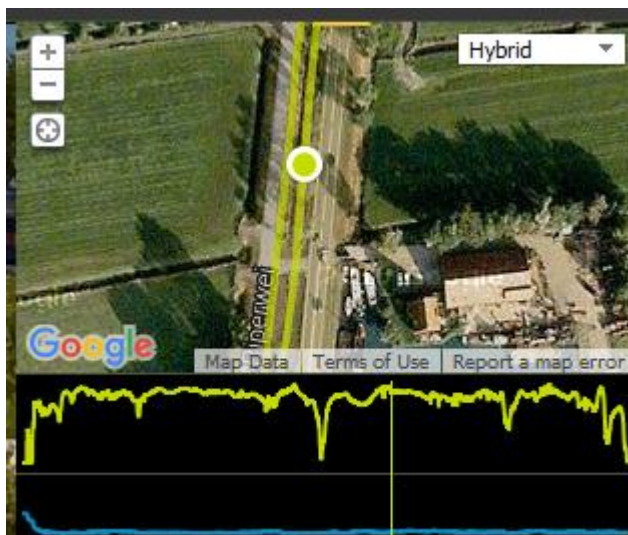 +
Hybrid
−
Google
Map Data
Terms of Use
Report a map error